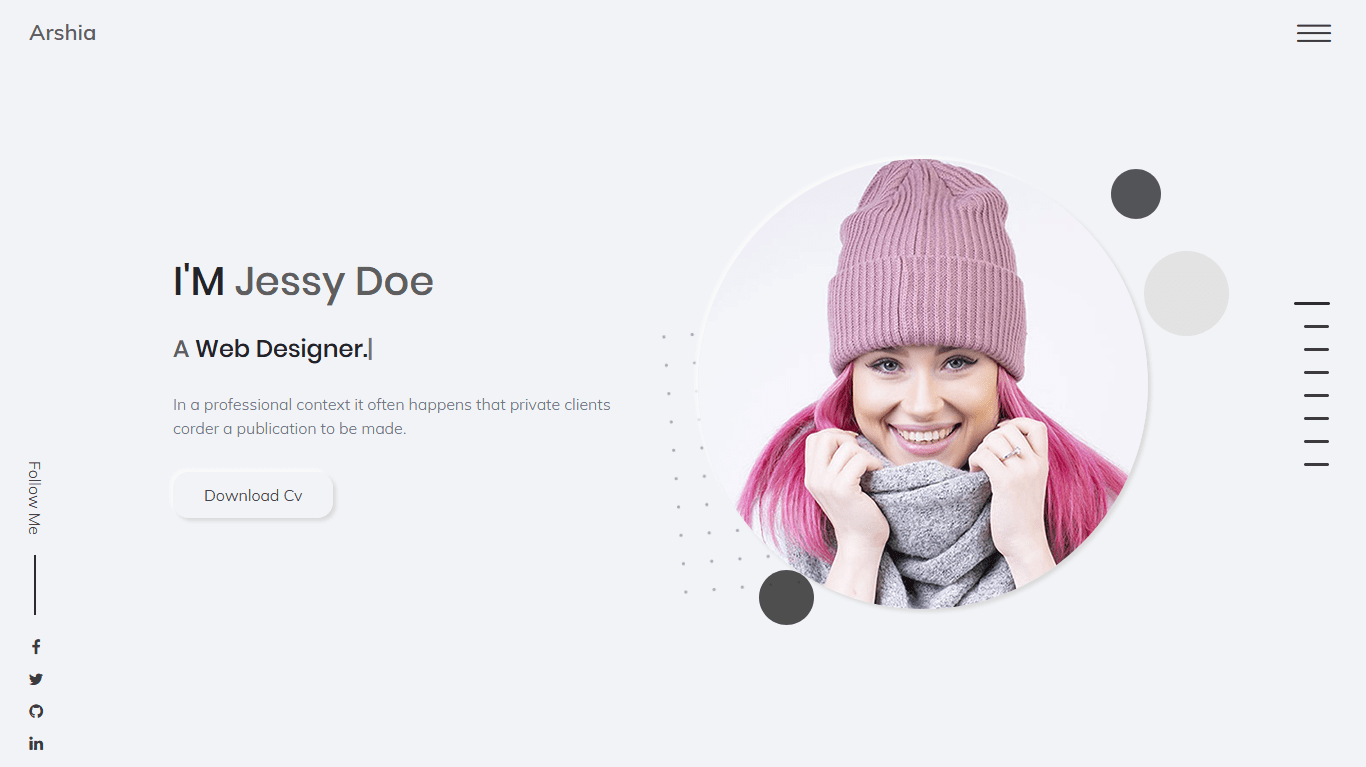 Arshia
I'M Jessy Doe
A Web Designer.|
In a professional context it often happens that private clients
corder a publication to be made.
Download Cv
Follow Me